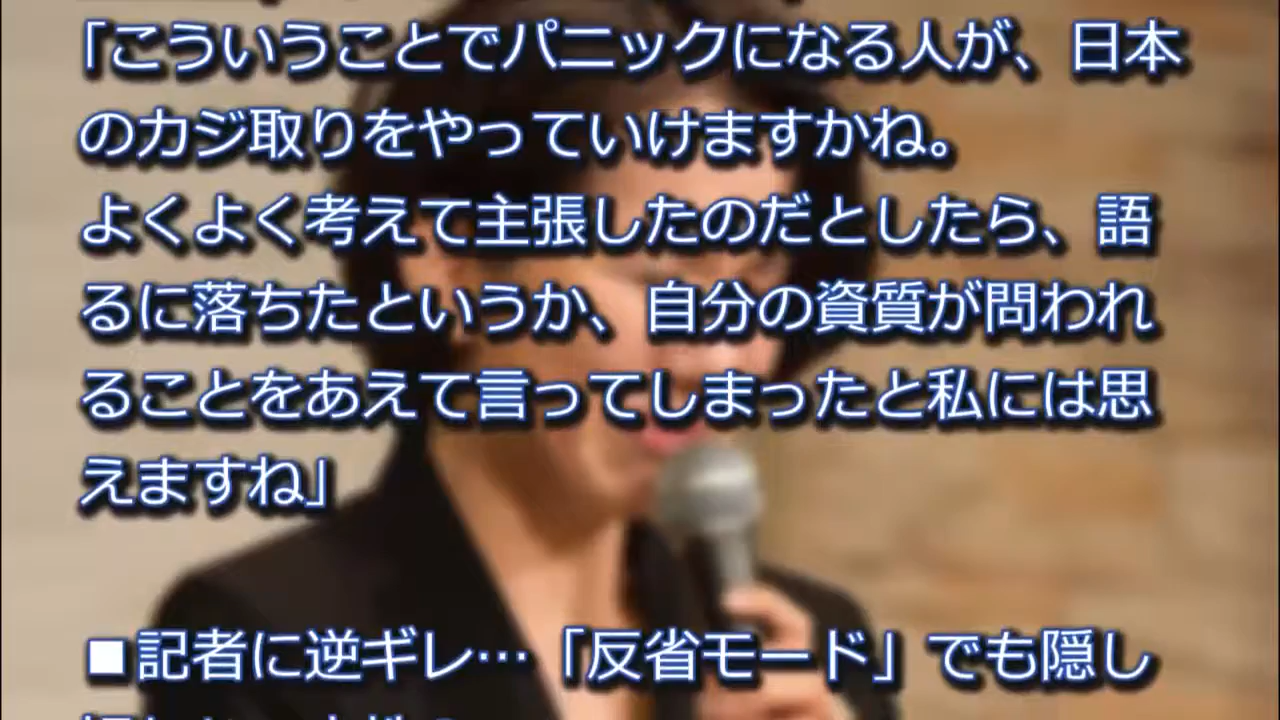 「こういうことでパニックになる人が、日本
のカジ取りをやっていけますかね。
よくよく考えて主張したのだとしたら、語
るに落ちたというか、自分の資質が問われ
ることをあえて言ってしまったと私には思
えますね」
■記者に逆ギレ…「反省モード」でも隠し